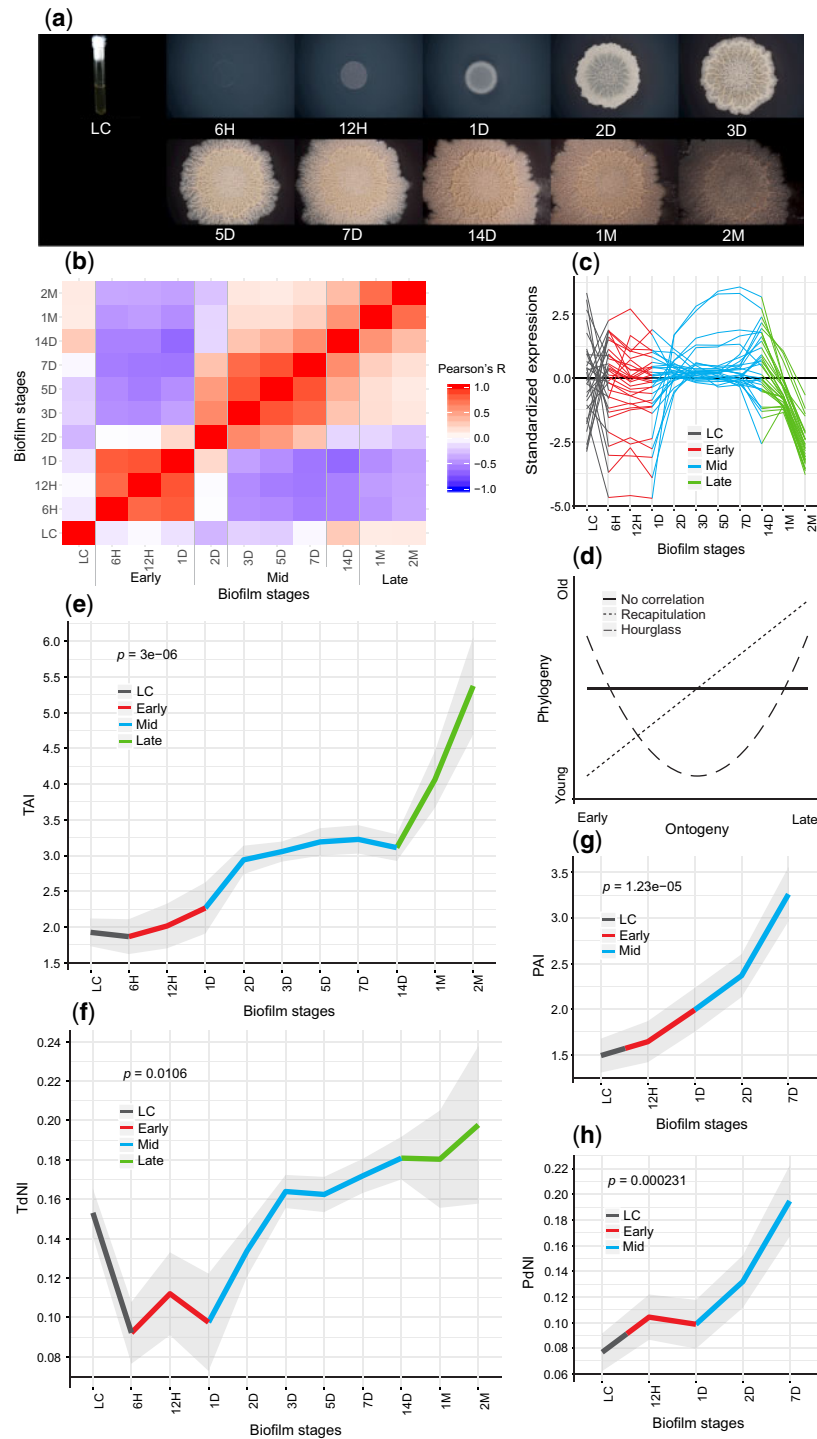 (a)
LC
6H
12H
1D
2D
3D
5D
7D
14D
1M
2M
(b)
2M
1M
14D
7D
5D
3D
2D
1D
12H
6H
LC
Biofilm stages
LC
6H
12H
1D
2D
3D
5D
7D
14D
1M
2M
Early
Mid
Late
Biofilm stages
Pearson's R
1.0
0.5
0.0
−0.5
−1.0
(c)
Standardized expressions
2.5
0.0
-2.5
-5.0
LC
Early
Mid
Late
LC
6H
12H
1D
2D
3D
5D
7D
14D
1M
2M
Biofilm stages
(d)
Old
Phylogeny
Young
No correlation
Recapitulation
Hourglass
Early
Ontogeny
Late
(e)
TAI
6.0
5.5
5.0
4.5
4.0
3.5
3.0
2.5
2.0
1.5
p = 3e−06
LC
Early
Mid
Late
LC
6H
12H
1D
2D
3D
5D
7D
14D
1M
2M
Biofilm stages
(f)
TdNI
0.24
0.22
0.20
0.18
0.16
0.14
0.12
0.10
0.08
p = 0.0106
LC
Early
Mid
Late
LC
6H
12H
1D
2D
3D
5D
7D
14D
1M
2M
Biofilm stages
(g)
PAI
3.5
3.0
2.5
2.0
1.5
p = 1.23e−05
LC
Early
Mid
LC
12H
1D
2D
7D
Biofilm stages
(h)
PdNI
0.22
0.20
0.18
0.16
0.14
0.12
0.10
0.08
0.06
p = 0.000231
LC
Early
Mid
LC
12H
1D
2D
7D
Biofilm stages